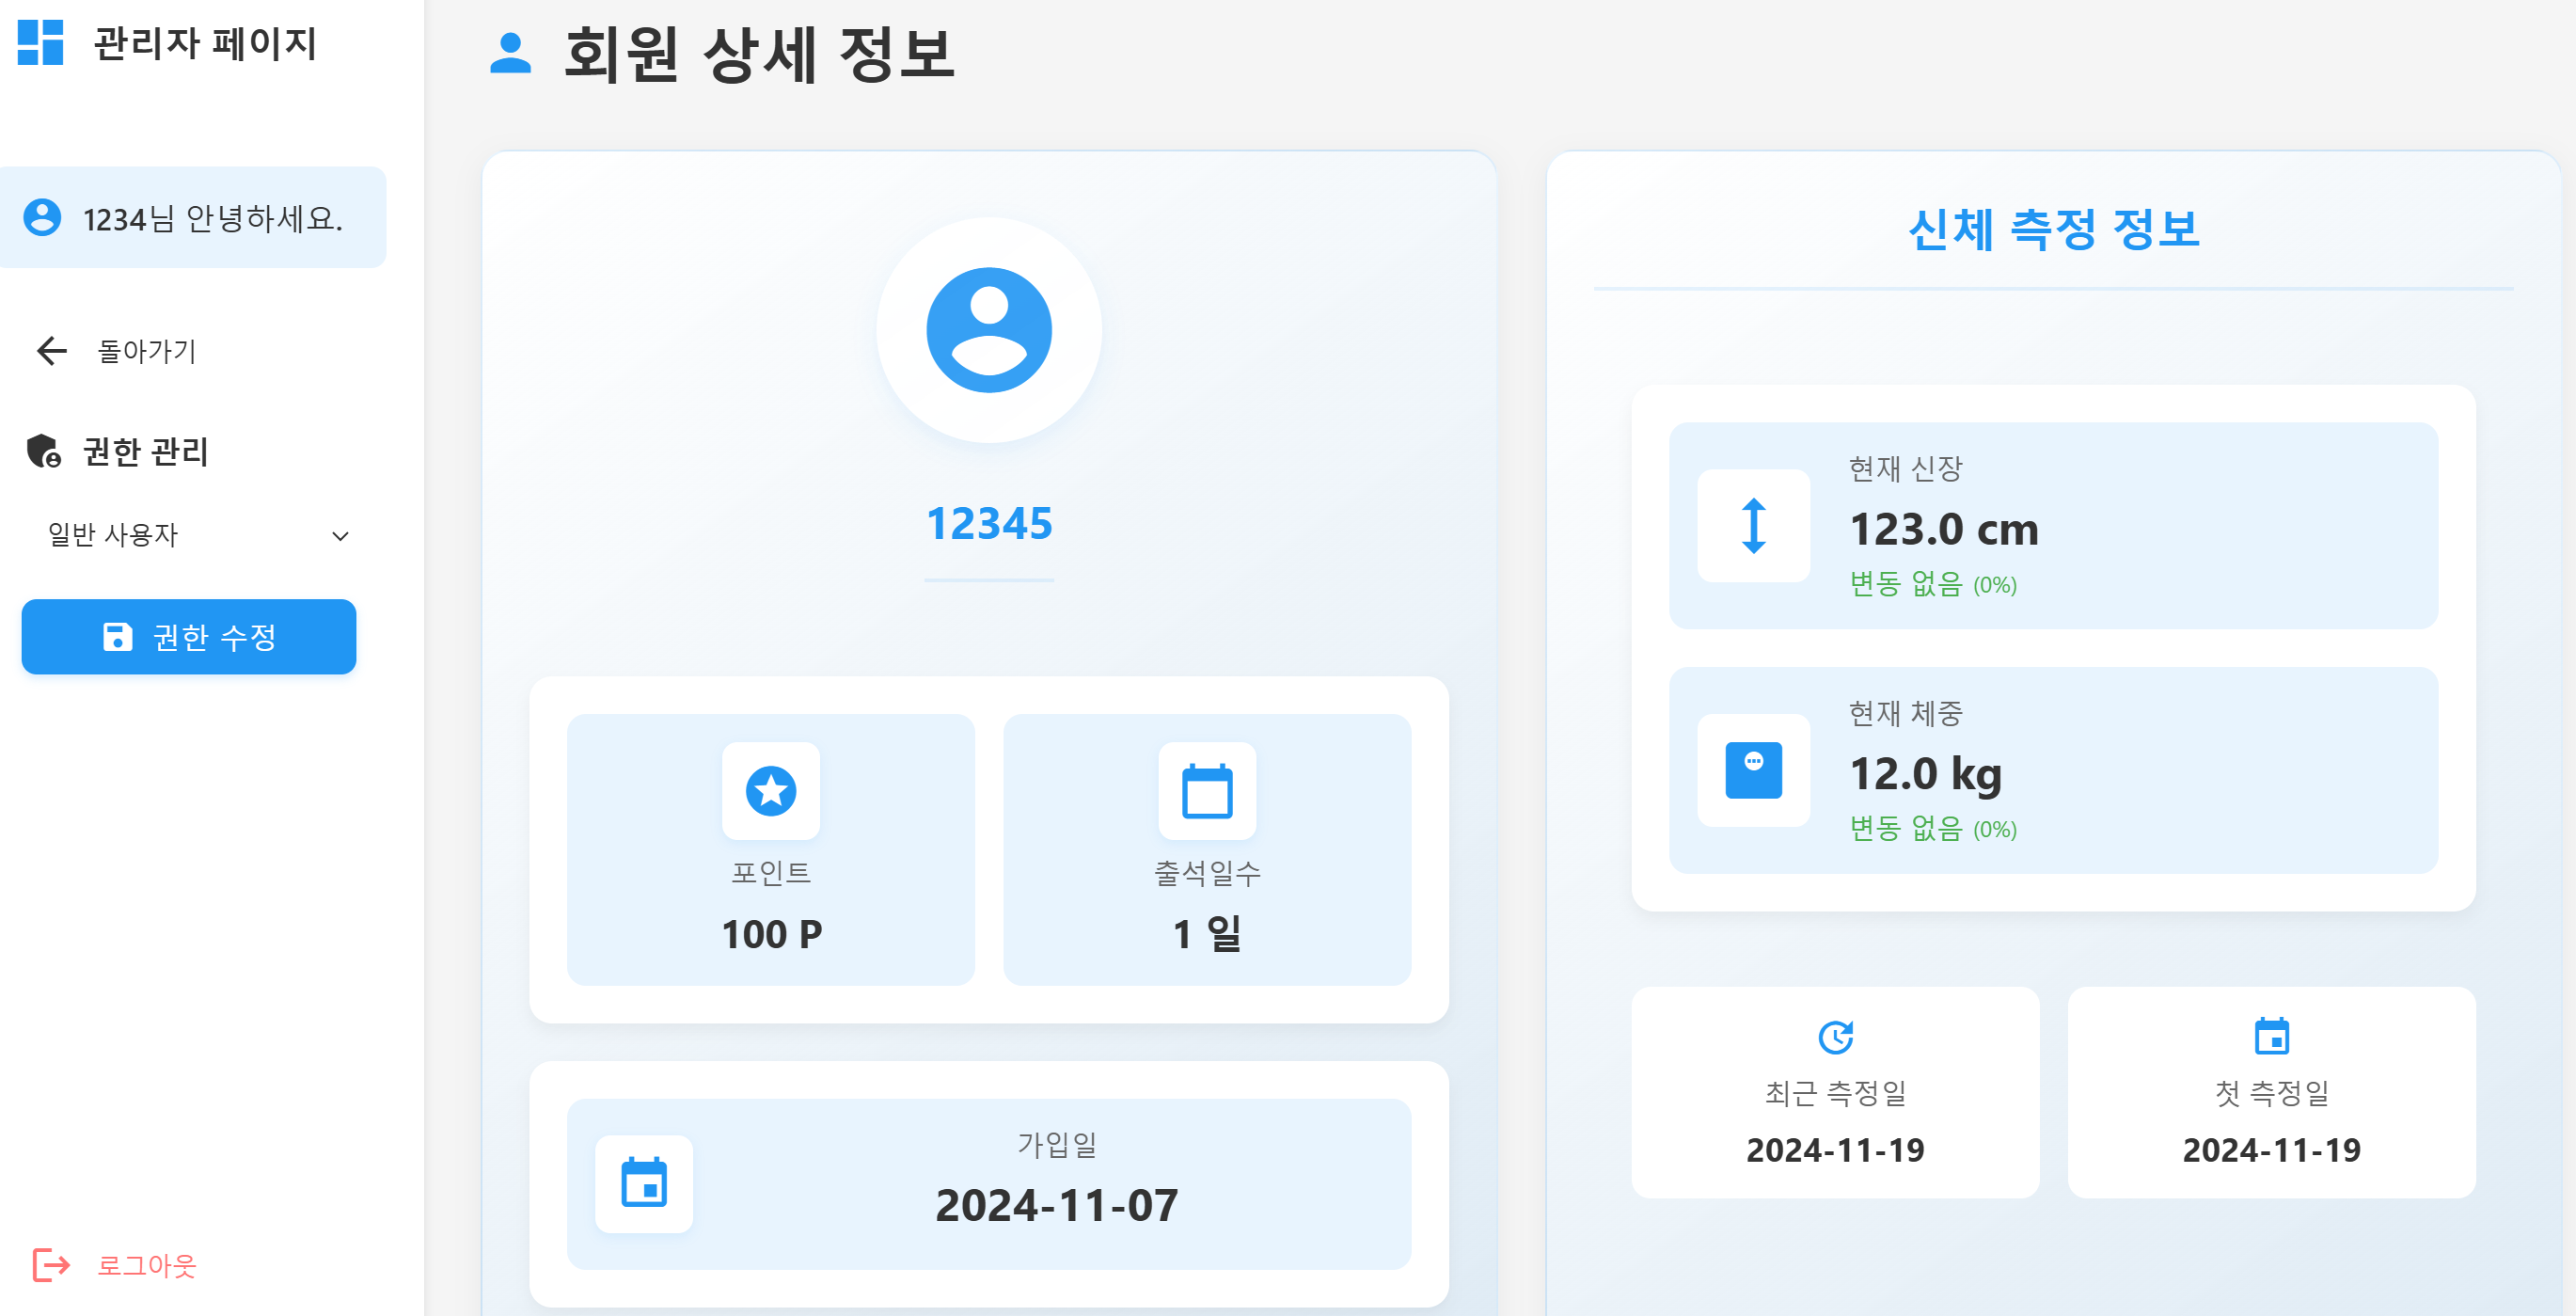 관리자 페이지
1234님 안녕하세요.
돌아가기
권한 관리
일반 사용자
권한 수정
로그아웃
회원 상세 정보
12345
포인트
100 P
출석일수
1 일
가입일
2024-11-07
신체 측정 정보
현재 신장
123.0 cm
변동 없음 (0%)
현재 체중
12.0 kg
변동 없음 (0%)
최근 측정일
2024-11-19
첫 측정일
2024-11-19